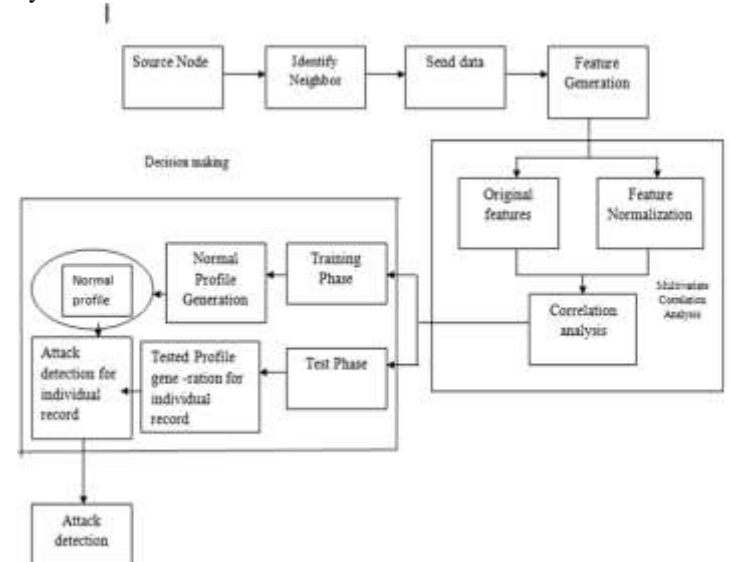 Source Node
Identify
Neighbor
Send data
Feature
Generation
Decision making
Original
features
Feature
Normalization
Multivariate
Correlation
Analysis
Correlation
analysis
Training
Phase
Normal
Profile
Generation
Normal
profile
Test Phase
Tested Profile
gene -ration for
individual
record
Attack
detection for
individual
record
Attack
detection